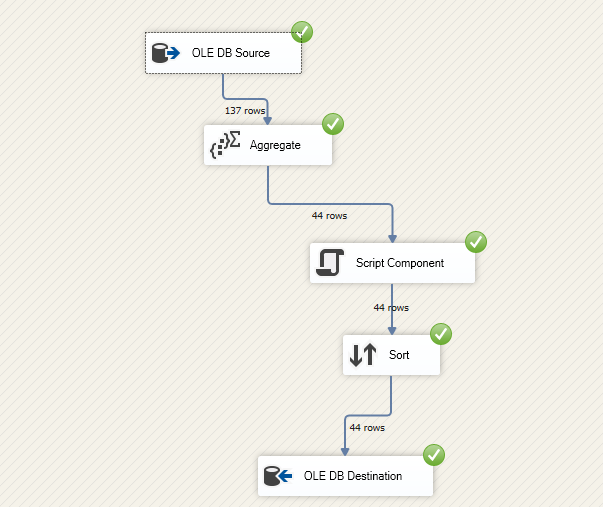 OLE DB Source
137 rows
Aggregate
44 rows
Script Component
44 rows
Sort
44 rows
OLE DB Destination